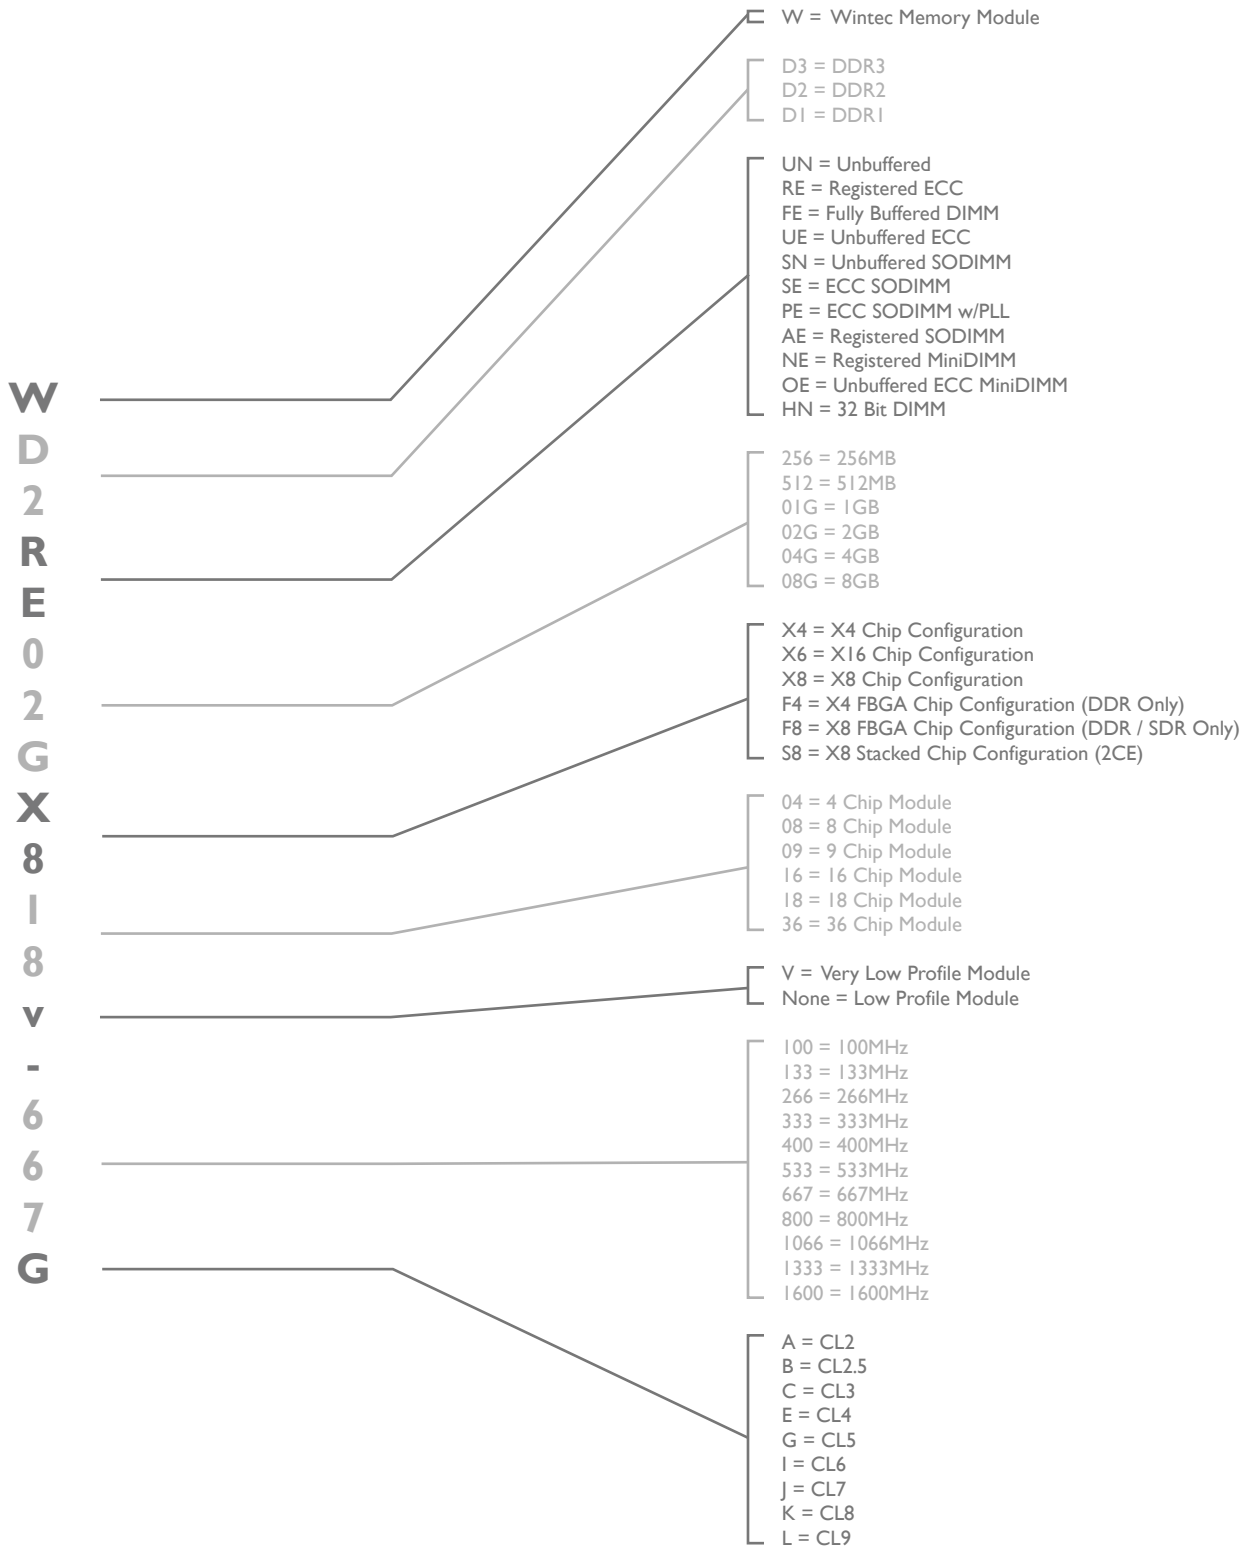 W
D
2
R
E
0
2
G
X
8
1
8
v
-
6
6
7
G
W = Wintec Memory Module
D3 = DDR3
D2 = DDR2
D1 = DDR1
UN = Unbuffered
RE = Registered ECC
FE = Fully Buffered DIMM
UE = Unbuffered ECC
SN = Unbuffered SODIMM
SE = ECC SODIMM
PE = ECC SODIMM w/PLL
AE = Registered SODIMM
NE = Registered MiniDIMM
OE = Unbuffered ECC MiniDIMM
HN = 32 Bit DIMM
256 = 256MB
512 = 512MB
01G = 1GB
02G = 2GB
04G = 4GB
08G = 8GB
X4 = X4 Chip Configuration
X6 = X16 Chip Configuration
X8 = X8 Chip Configuration
F4 = X4 FBGA Chip Configuration (DDR Only)
F8 = X8 FBGA Chip Configuration (DDR / SDR Only)
S8 = X8 Stacked Chip Configuration (2CE)
04 = 4 Chip Module
08 = 8 Chip Module
09 = 9 Chip Module
16 = 16 Chip Module
18 = 18 Chip Module
36 = 36 Chip Module
V = Very Low Profile Module
None = Low Profile Module
100 = 100MHz
133 = 133MHz
266 = 266MHz
333 = 333MHz
400 = 400MHz
533 = 533MHz
667 = 667MHz
800 = 800MHz
1066 = 1066MHz
1333 = 1333MHz
1600 = 1600MHz
A = CL2
B = CL2.5
C = CL3
E = CL4
G = CL5
I = CL6
J = CL7
K = CL8
L = CL9